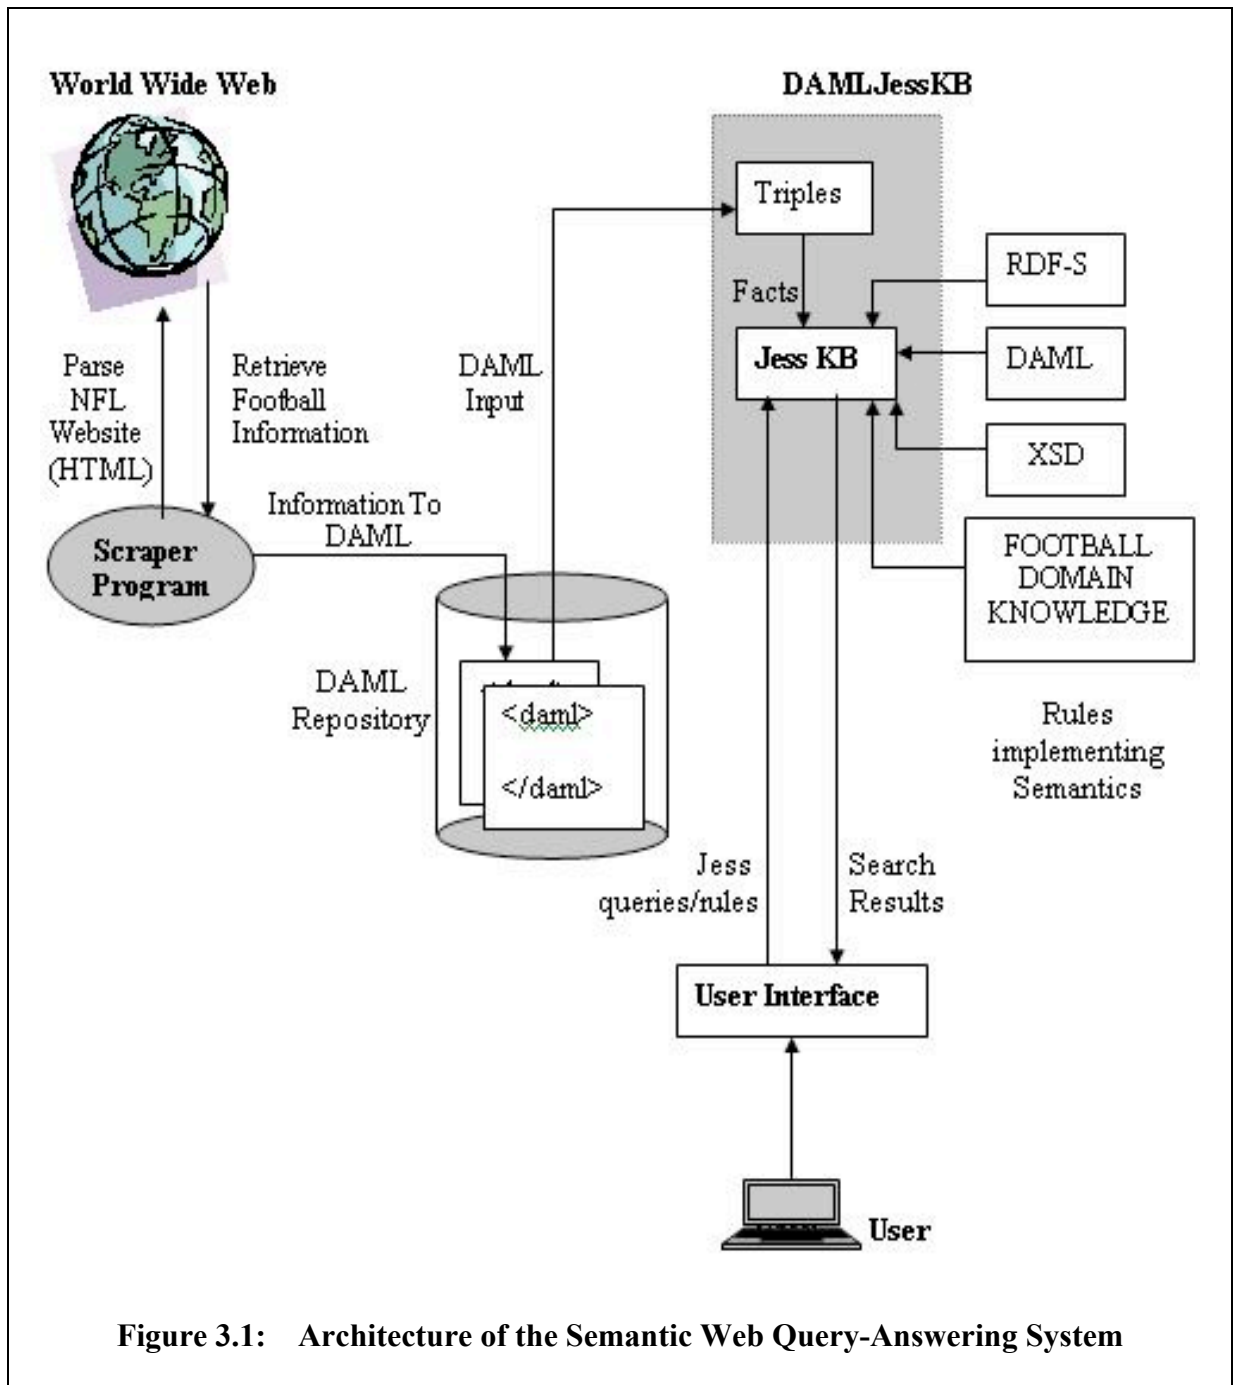 World Wide Web
DAMLJessKB
Triples
Facts
Jess KB
RDF-S
DAML
XSD
FOOTBALL
DOMAIN
KNOWLEDGE
Rules
implementing
Semantics
Parse
NFL
Website
(HTML)
Retrieve
Football
Information
DAML
Input
Scraper
Program
Information To
DAML
DAML
Repository
<daml>
</daml>
Jess
queries/rules
Search
Results
User Interface
User
Figure 3.1: Architecture of the Semantic Web Query-Answering System